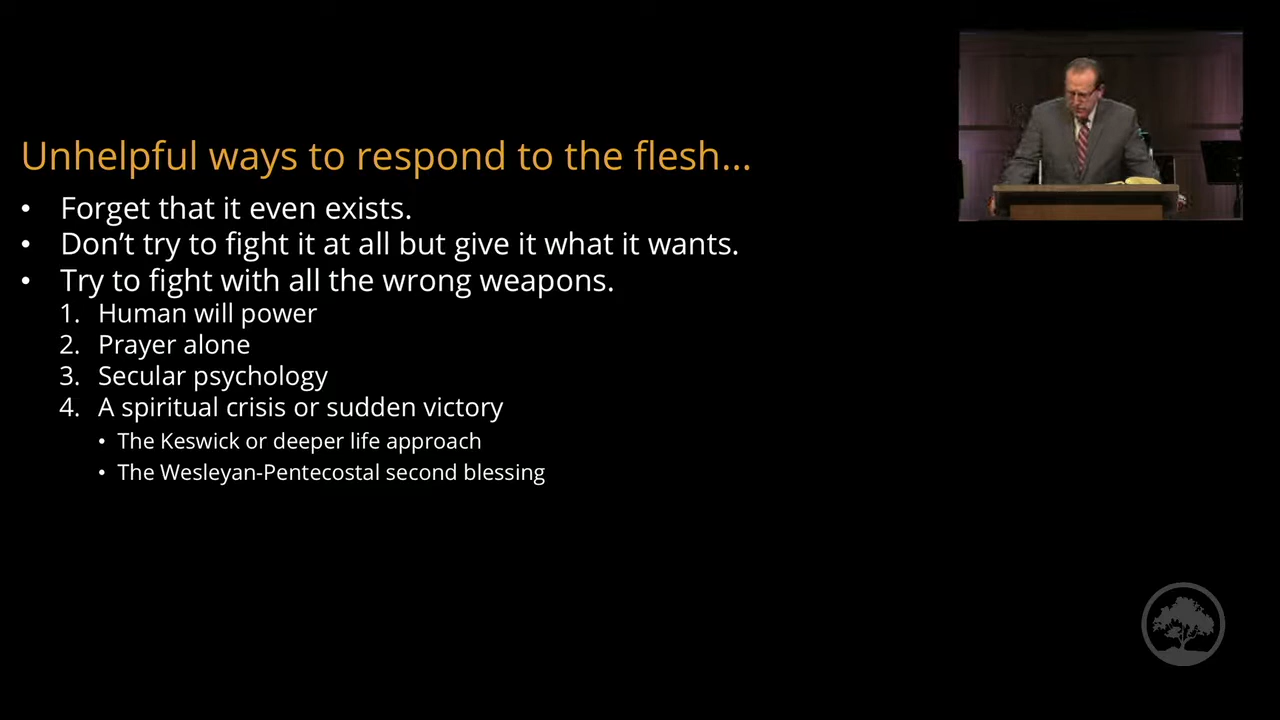 Unhelpful ways to respond to the flesh...
• Forget that it even exists.
• Don’t try to fight it at all but give it what it wants.
• Try to fight with all the wrong weapons.
1. Human will power
2. Prayer alone
3. Secular psychology
4. A spiritual crisis or sudden victory
• The Keswick or deeper life approach
• The Wesleyan-Pentecostal second blessing